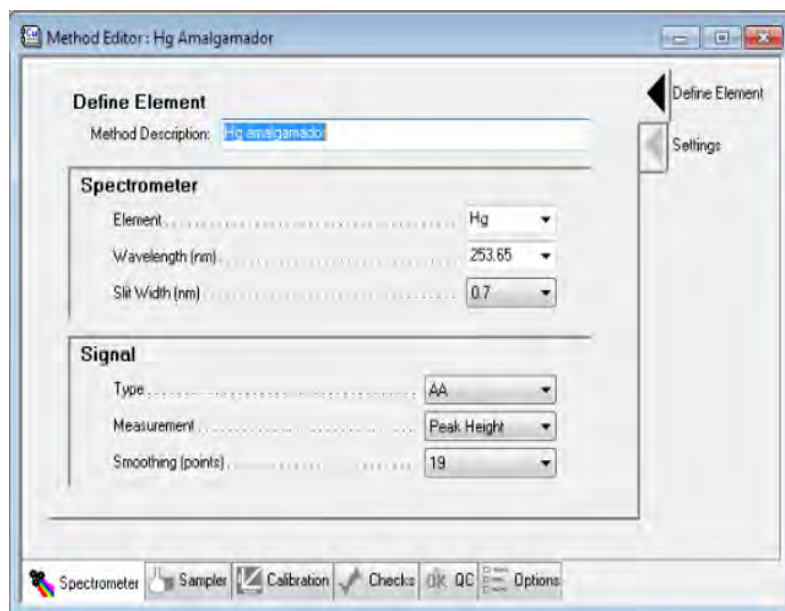 Method Editor: Hg Amalgamador
Define Element
Method Description: Hg amalgamador
Spectrometer
Element Hg
Wavelength (nm) 253.65
Slit Width (nm) 0.7
Signal
Type AA
Measurement Peak Height
Smoothing (points) 19
Define Element
Settings
Spectrometer Sampler Calibration Checks QC Options